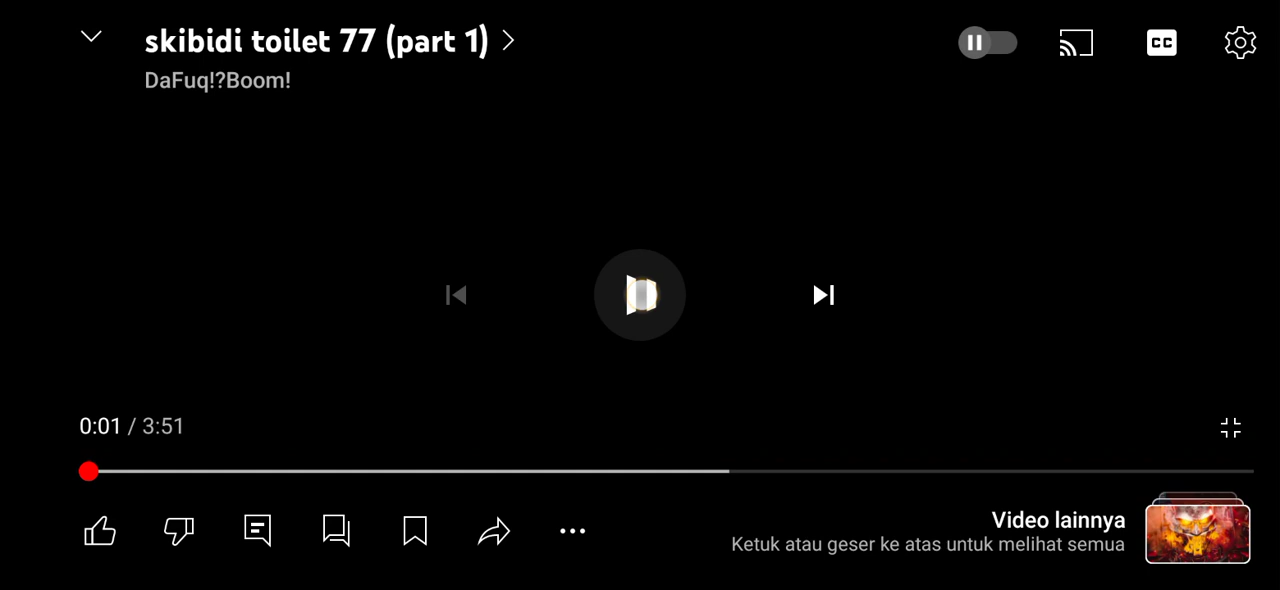 skibidi toilet 77 (part 1)
DaFuq!?Boom!
CC
0:01 / 3:51
Video lainnya
Ketuk atau geser ke atas untuk melihat semua